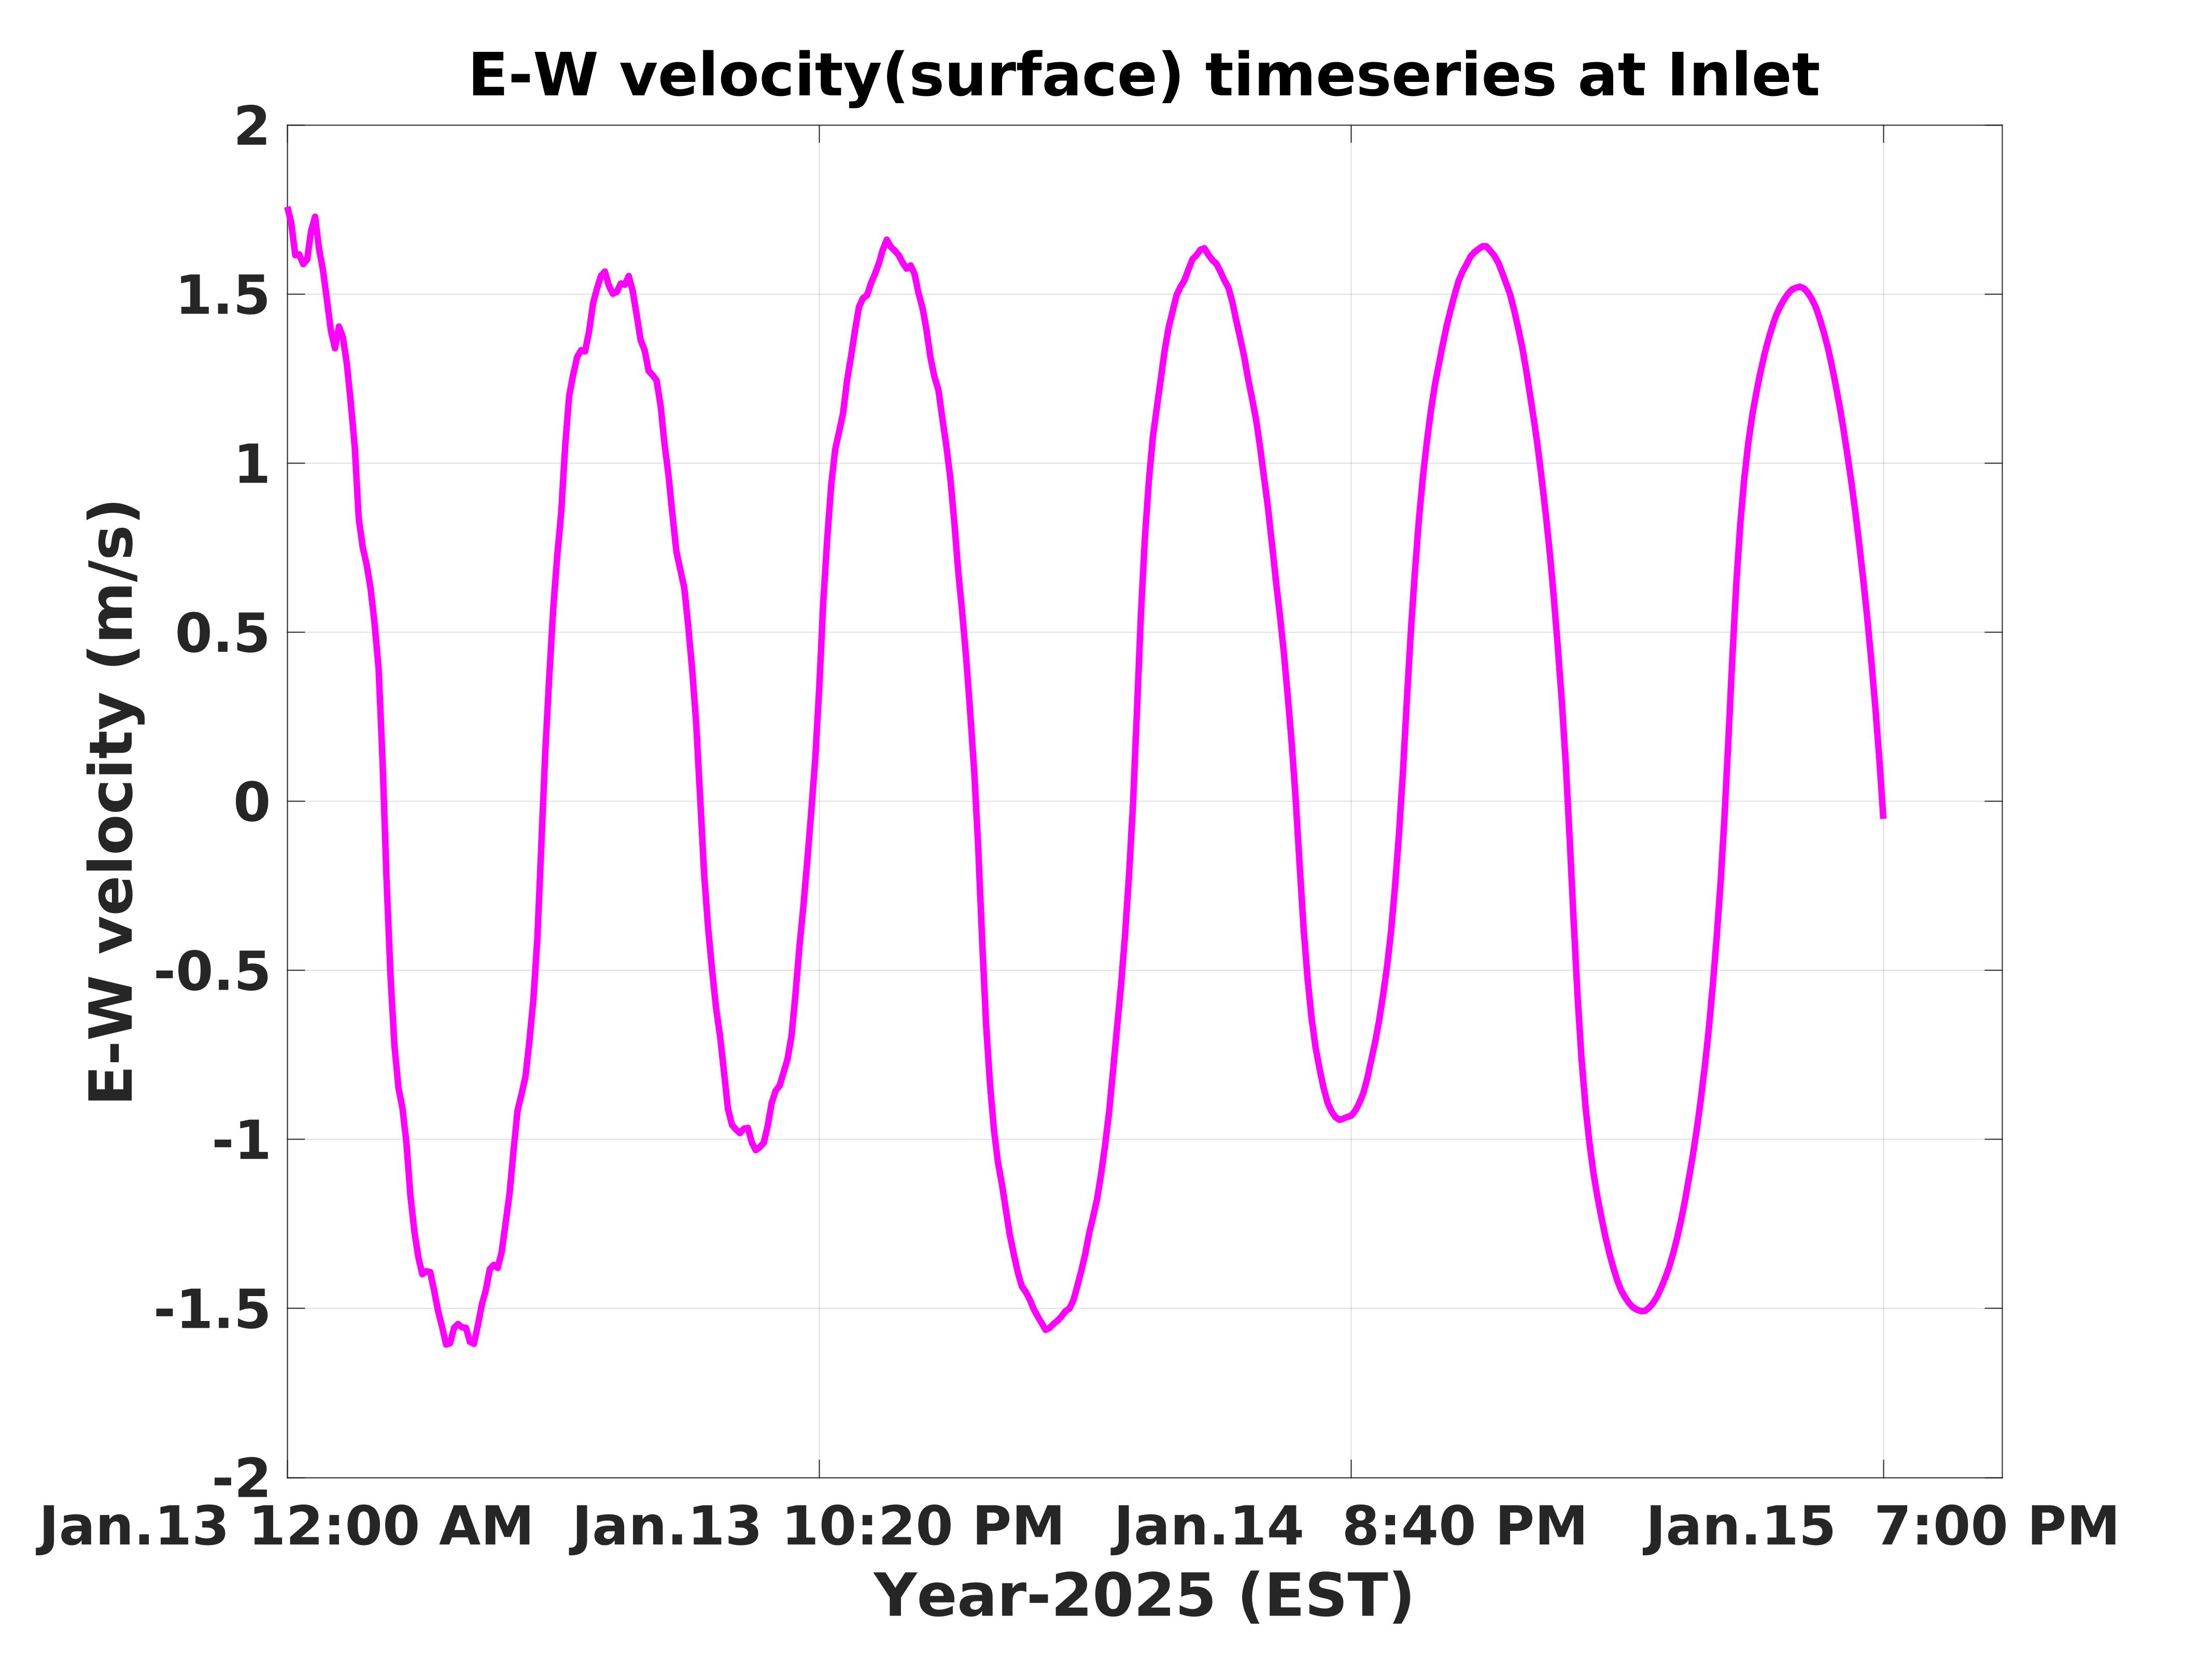 E-W velocity(surface) timeseries at Inlet
2
1.5
1
0.5
0
-0.5
-1
-1.5
-2
E-W velocity (m/s)
Jan.13 12:00 AM Jan.13 10:20 PM Jan.14 8:40 PM Jan.15 7:00 PM
Year-2025 (EST)